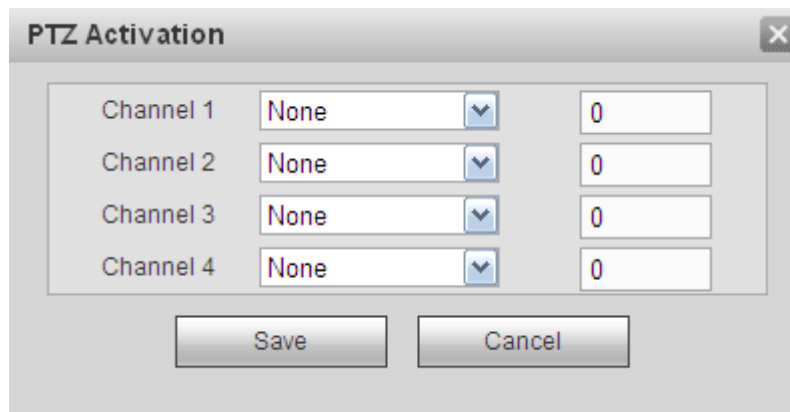 PTZ Activation
Channel 1 None 0
Channel 2 None 0
Channel 3 None 0
Channel 4 None 0
Save Cancel